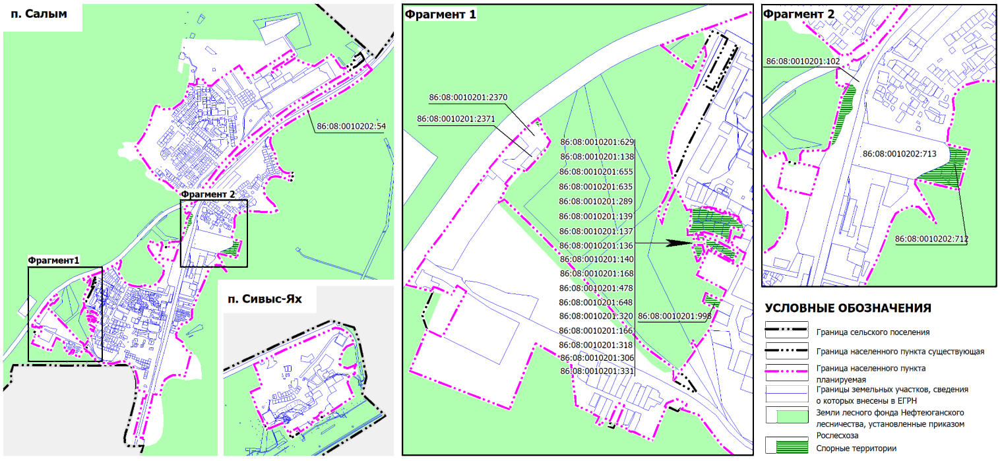 п. Салым
86:08:0010202:54
Фрагмент 2
Фрагмент1
п. Сивыс-Ях
Фрагмент 1
86:08:0010201:2370
86:08:0010201:2371
86:08:0010201:629
86:08:0010201:138
86:08:0010201:655
86:08:0010201:635
86:08:0010201:289
86:08:0010201:139
86:08:0010201:137
86:08:0010201:136
86:08:0010201:140
86:08:0010201:168
86:08:0010201:478
86:08:0010201:648
86:08:0010201:320
86:08:0010201:166
86:08:0010201:318
86:08:0010201:306
86:08:0010201:331
86:08:0010201:998
Фрагмент 2
86:08:0010201:102
86:08:0010202:713
86:08:0010202:712
УСЛОВНЫЕ ОБОЗНАЧЕНИЯ
Граница сельского поселения
Граница населенного пункта существующая
Граница населенного пункта
планируемая
Границы земельных участков, сведения
о которых внесены в ЕГРН
Земли лесного фонда Нефтеюганского
лесничества, установленные приказом
Рослесхоза
Спорные территории